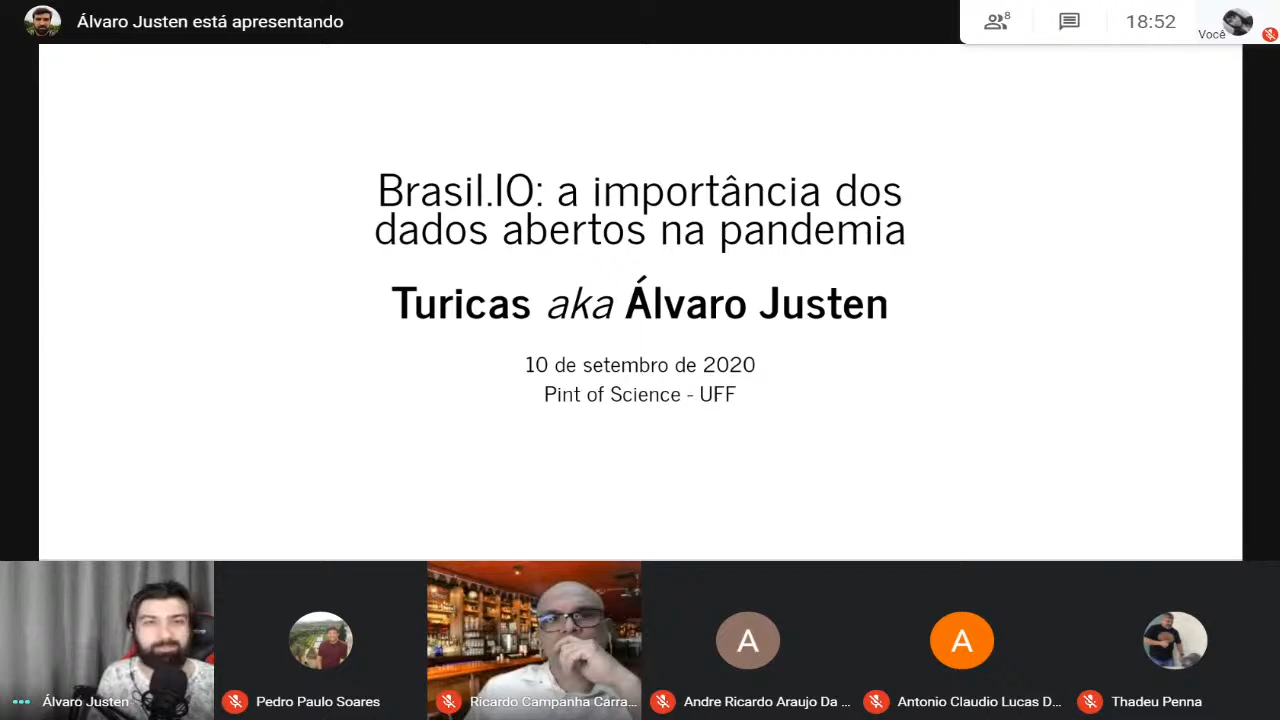 Álvaro Justen está apresentando
8
18:52
Você
Brasil.IO: a importância dos
dados abertos na pandemia
Turicas aka Álvaro Justen
10 de setembro de 2020
Pint of Science - UFF
Álvaro Justen
Pedro Paulo Soares
Ricardo Campanha Carra...
A
Andre Ricardo Araujo Da ...
A
Antonio Claudio Lucas D...
Thadeu Penna